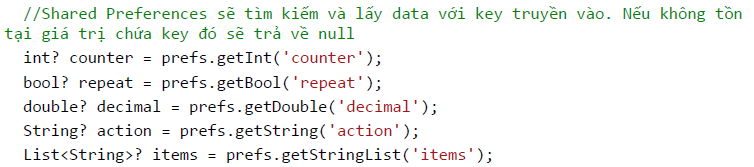 //Shared Preferences sẽ tìm kiếm và lấy data với key truyền vào. Nếu không tồn
tại giá trị chứa key đó sẽ trả về null
int? counter = prefs.getInt('counter');
bool? repeat = prefs.getBool('repeat');
double? decimal = prefs.getDouble('decimal');
String? action = prefs.getString('action');
List<String>? items = prefs.getStringList('items');